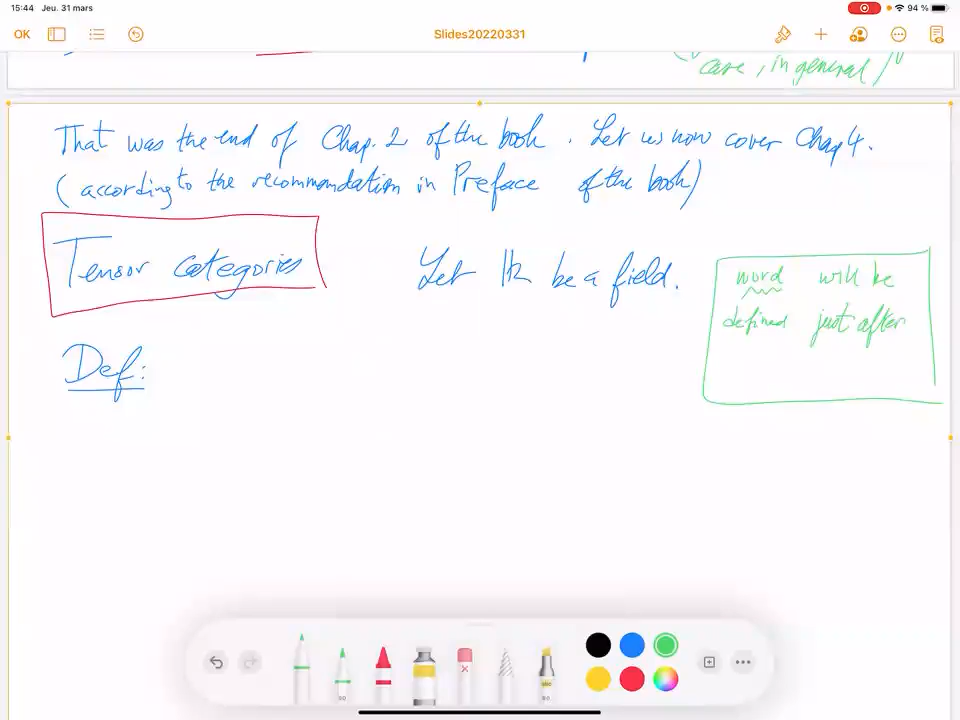 15:44 Jeu. 31 mars
94 %
OK
Slides20220331
case, in general)
That was the end of Chap. 2 of the book. Let us now cover Chap 4.
(according to the recommandation in Preface of the book)
Tensor categories
Let 𝕜 be a field.
word will be
defined just after
Def: